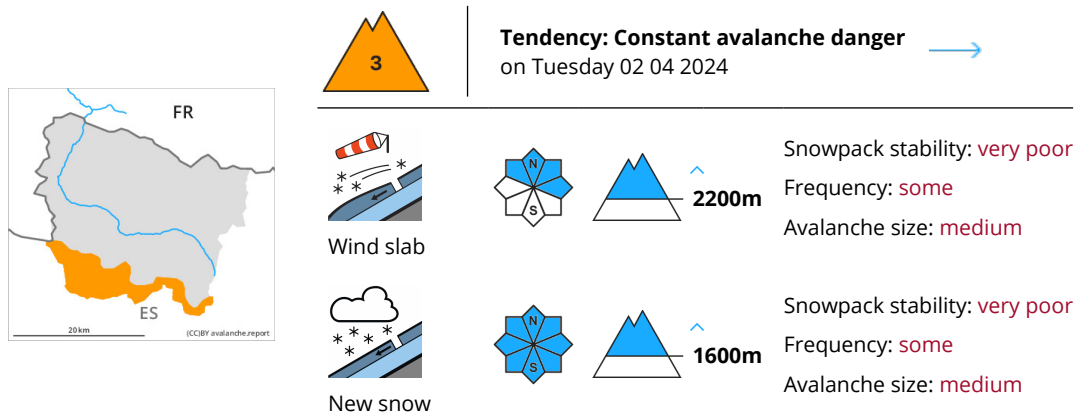 3
Tendency: Constant avalanche danger
on Tuesday 02 04 2024
FR
ES
20 km
(CC)BY avalanche.report
N
S
2200m
Snowpack stability: very poor
Frequency: some
Avalanche size: medium
Wind slab
N
S
1600m
Snowpack stability: very poor
Frequency: some
Avalanche size: medium
New snow